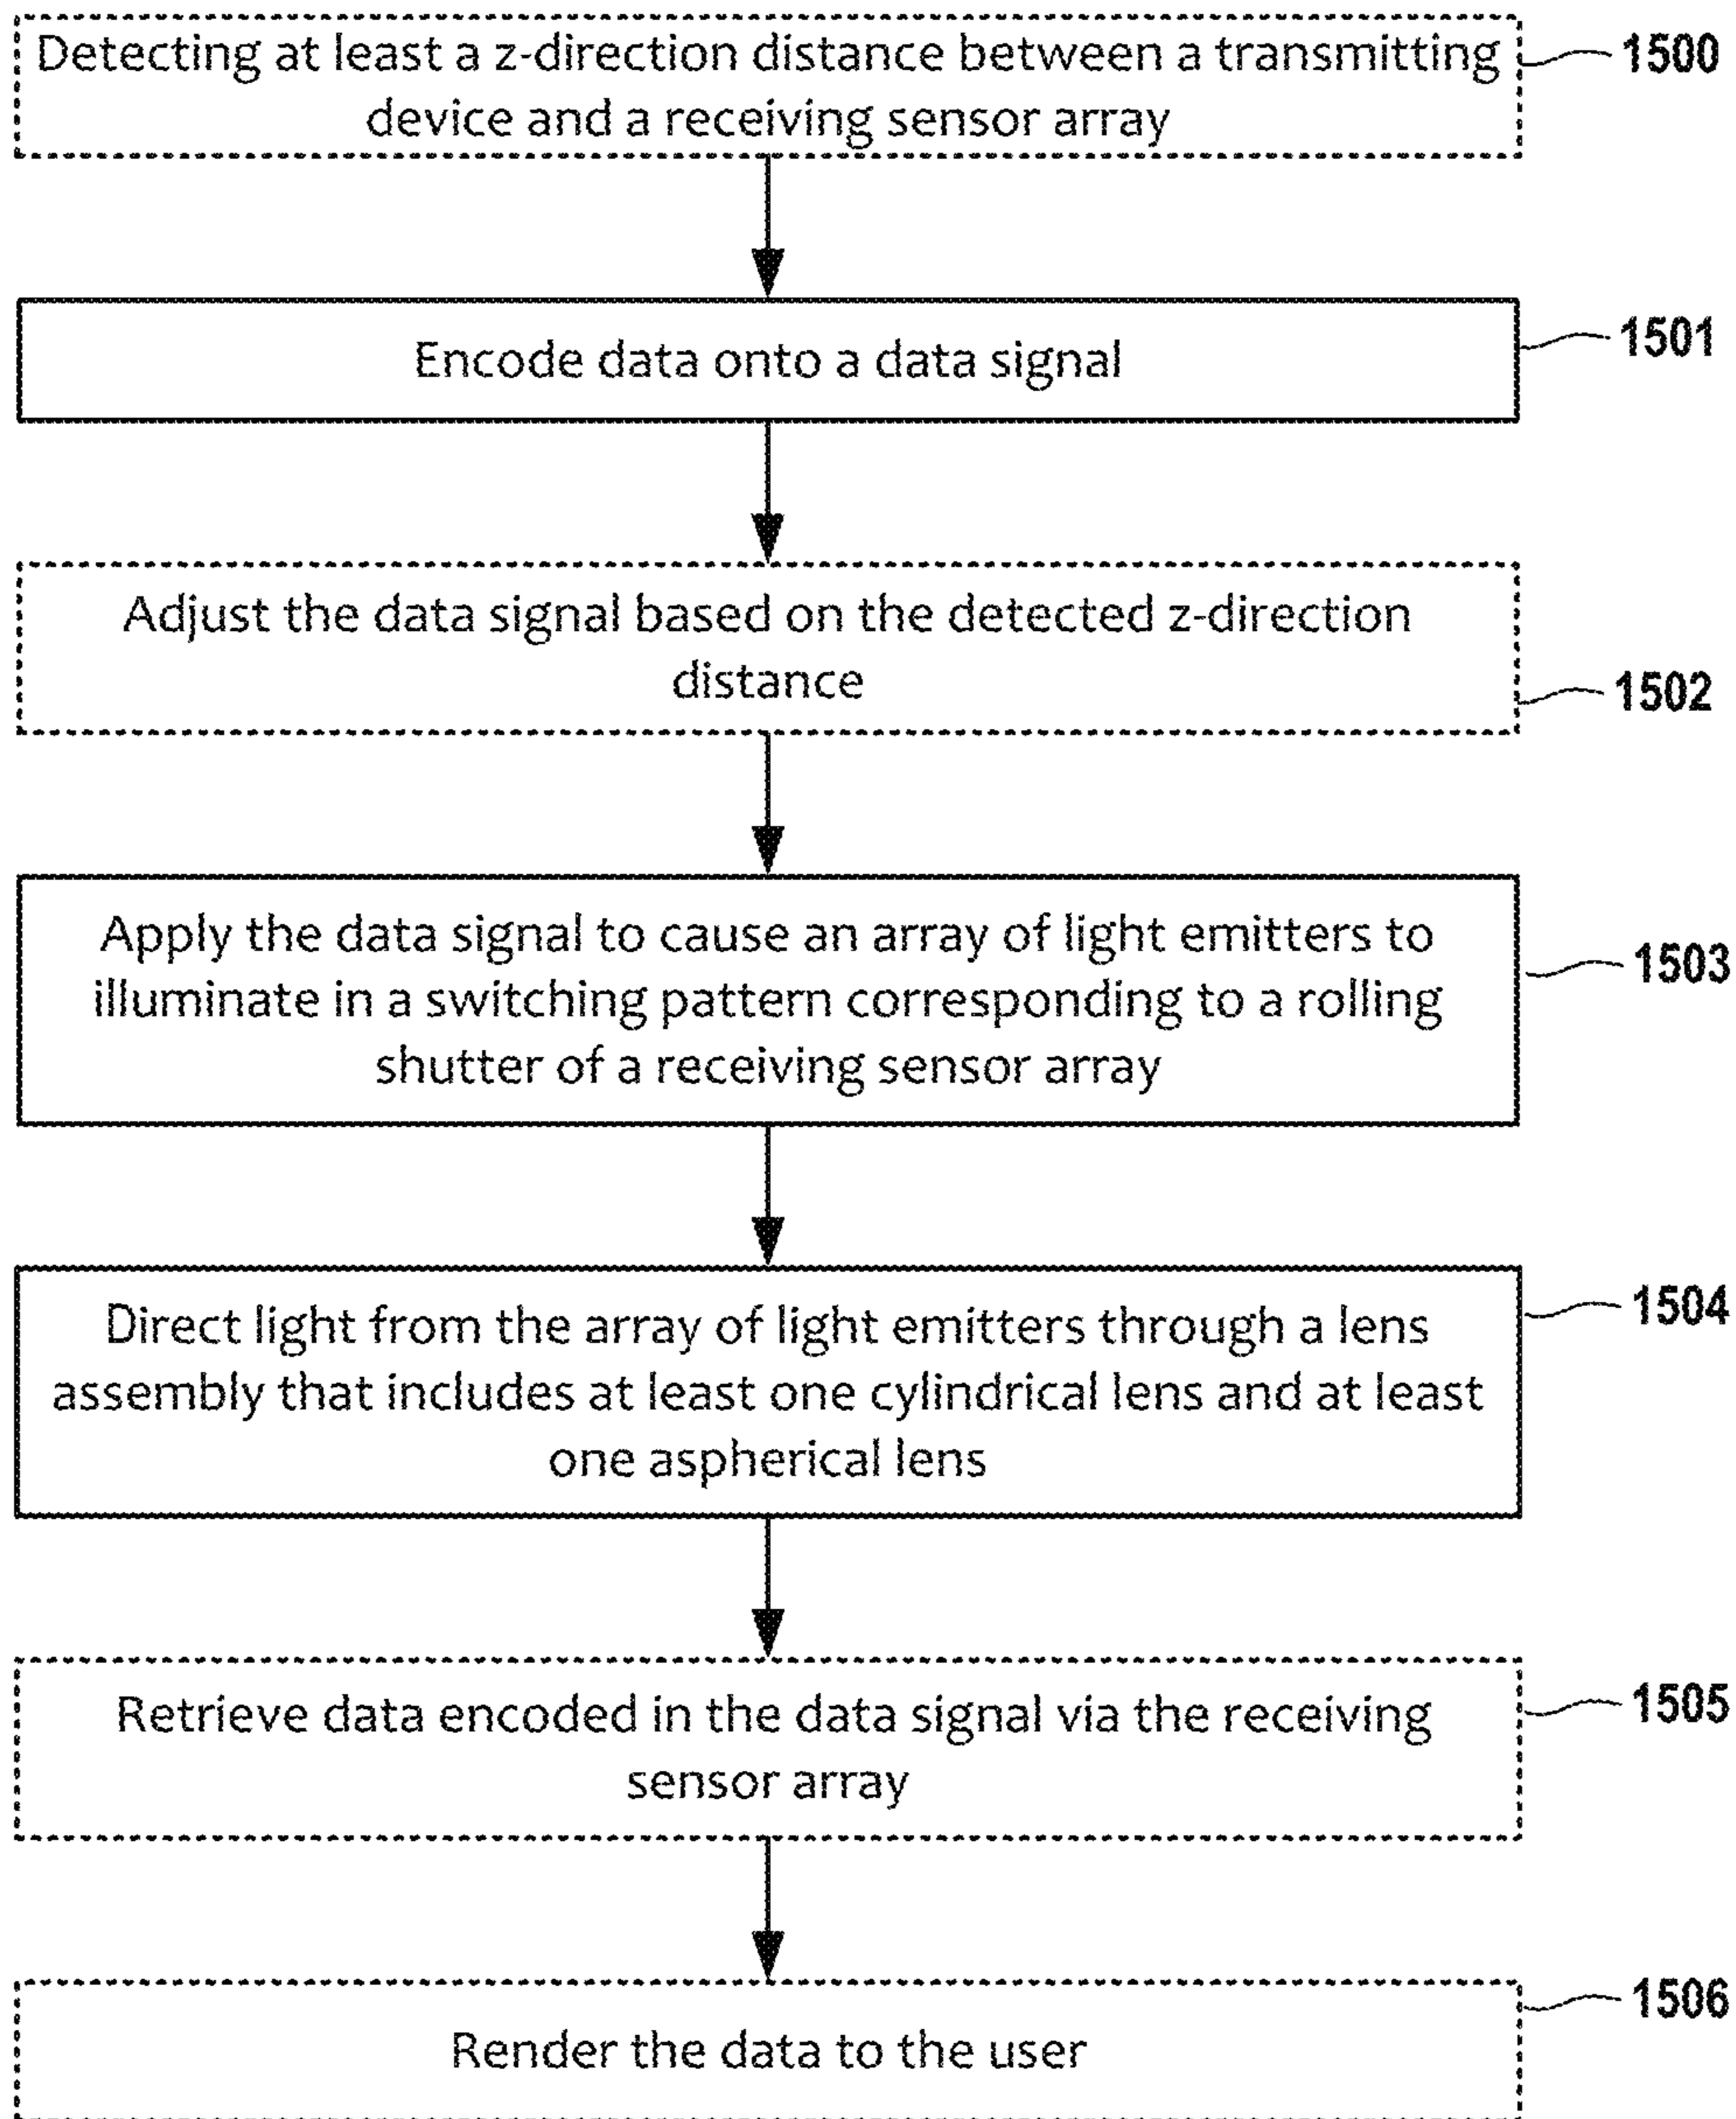 Detecting at least a z-direction distance between a transmitting
device and a receiving sensor array
1500
Encode data onto a data signal
1501
Adjust the data signal based on the detected z-direction
distance
1502
Apply the data signal to cause an array of light emitters to
illuminate in a switching pattern corresponding to a rolling
shutter of a receiving sensor array
1503
Direct light from the array of light emitters through a lens
assembly that includes at least one cylindrical lens and at least
one aspherical lens
1504
Retrieve data encoded in the data signal via the receiving
sensor array
1505
Render the data to the user
1506